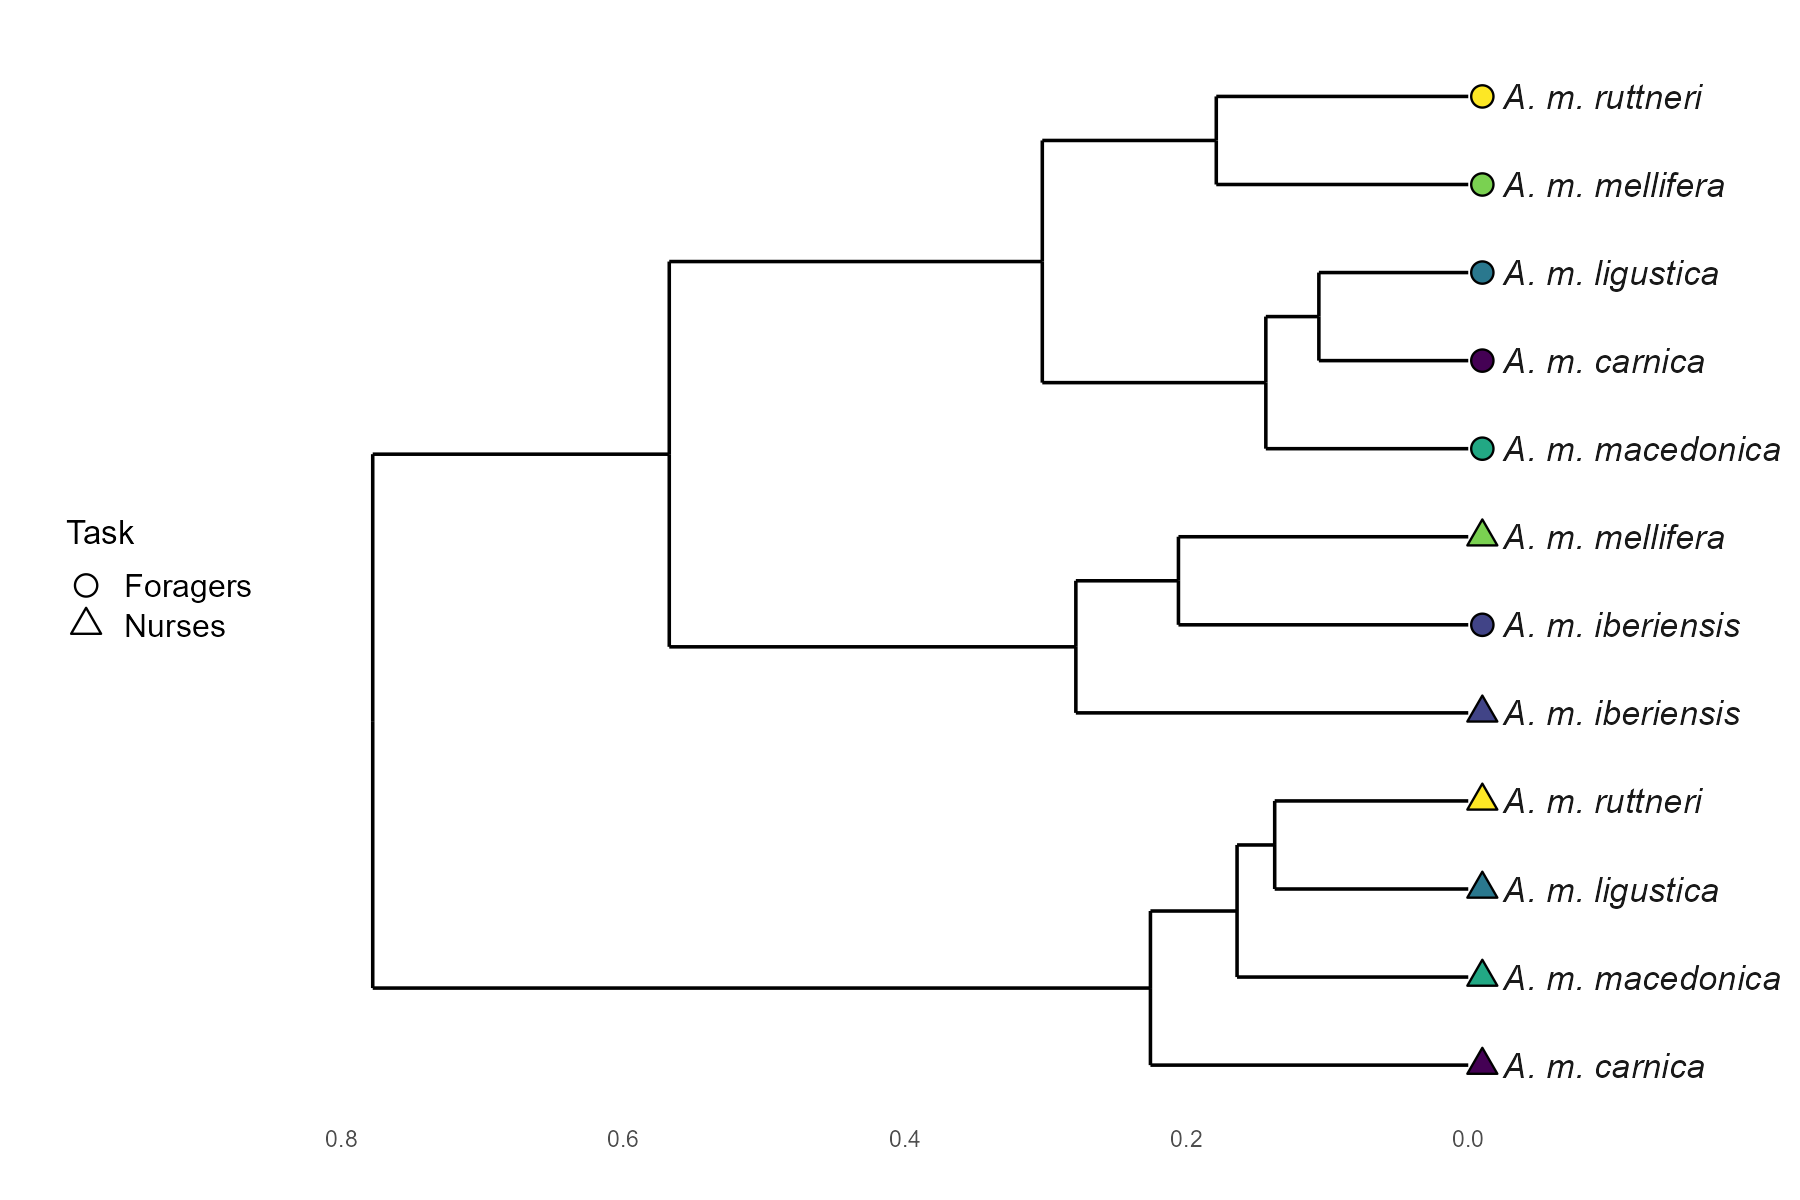 A. m. ruttneri
A. m. mellifera
A. m. ligustica
A. m. carnica
A. m. macedonica
Task
A. m. mellifera
Foragers
Nurses
A. m. iberiensis
A. m. iberiensis
A. m. ruttneri
A. m. ligustica
A. m. macedonica
A. m. carnica
0.8 0.6 0.4 0.2 0.0